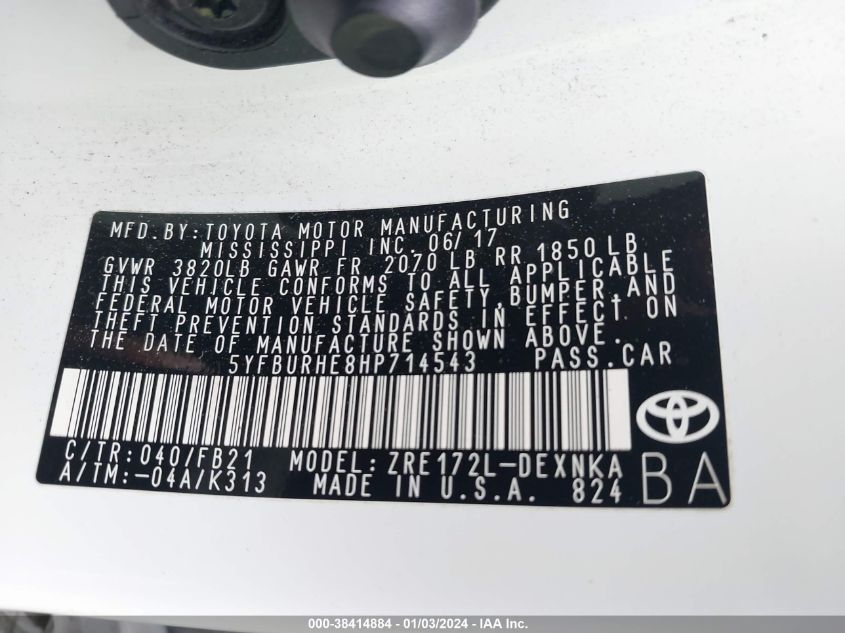 MFD.BY:TOYOTA MOTOR MANUFACTURING
MISSISSIPPI INC. 06/17
GVWR 3820LB GAWR FR 2070 LB RR 1850LB
THIS VEHICLE CONFORMS TO ALL APPLICABLE
FEDERAL MOTOR VEHICLE SAFETY,BUMPER,AND
THEFT PREVENTION STANDARDS IN EFFECT ON
THE DATE OF MANUFACTURE SHOWN ABOVE.
5YFBURHE8HP714543 PASS.CAR
C/TR:040/FB21 MODEL:ZRE172L-DEXNKA
A/TM:-04A/K313 MADE IN U.S.A. 824 BA
000-38414884 - 01/03/2024 - IAA Inc.